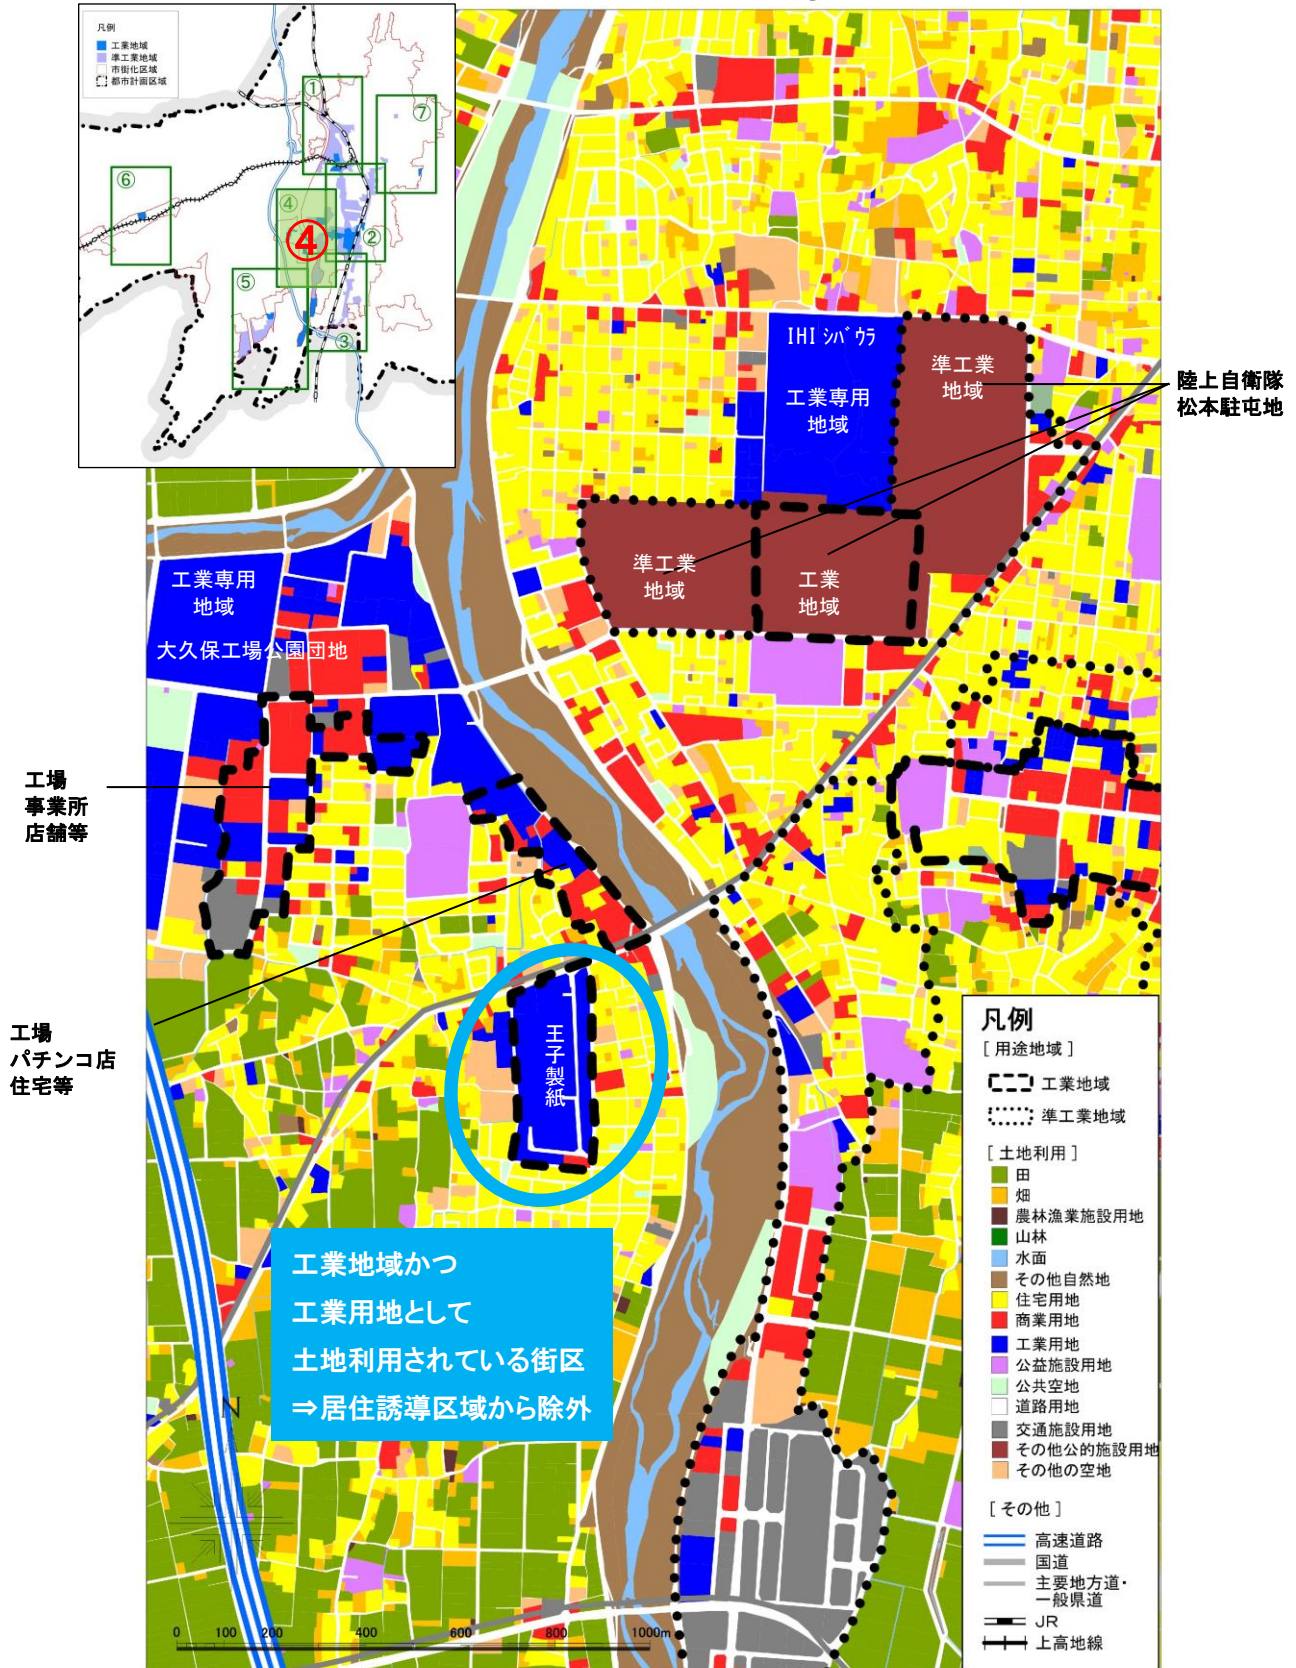 凡例
工業地域
準工業地域
市街化区域
都市計画区域
①
⑦
⑥
④
④
②
⑤
③
IHI シバウラ
工業専用
地域
準工業
地域
陸上自衛隊
松本駐屯地
準工業
地域
工業
地域
工業専用
地域
大久保工場公園団地
工場
事業所
店舗等
工場
パチンコ店
住宅等
王子製紙
工業地域かつ
工業用地として
土地利用されている街区
⇒居住誘導区域から除外
N
0 100 200 400 600 800 1000m
凡例
[ 用途地域 ]
工業地域
準工業地域
[ 土地利用 ]
田
畑
農林漁業施設用地
山林
水面
その他自然地
住宅用地
商業用地
工業用地
公益施設用地
公共空地
道路用地
交通施設用地
その他公的施設用地
その他の空地
[ その他 ]
高速道路
国道
主要地方道・
一般県道
JR
上高地線